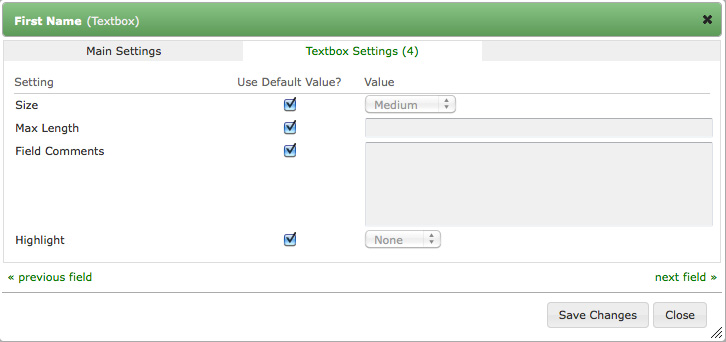 First Name (Textbox)
Main Settings Textbox Settings (4)
Setting Use Default Value? Value
Size Medium
Max Length
Field Comments
Highlight None
« previous field next field »
Save Changes Close